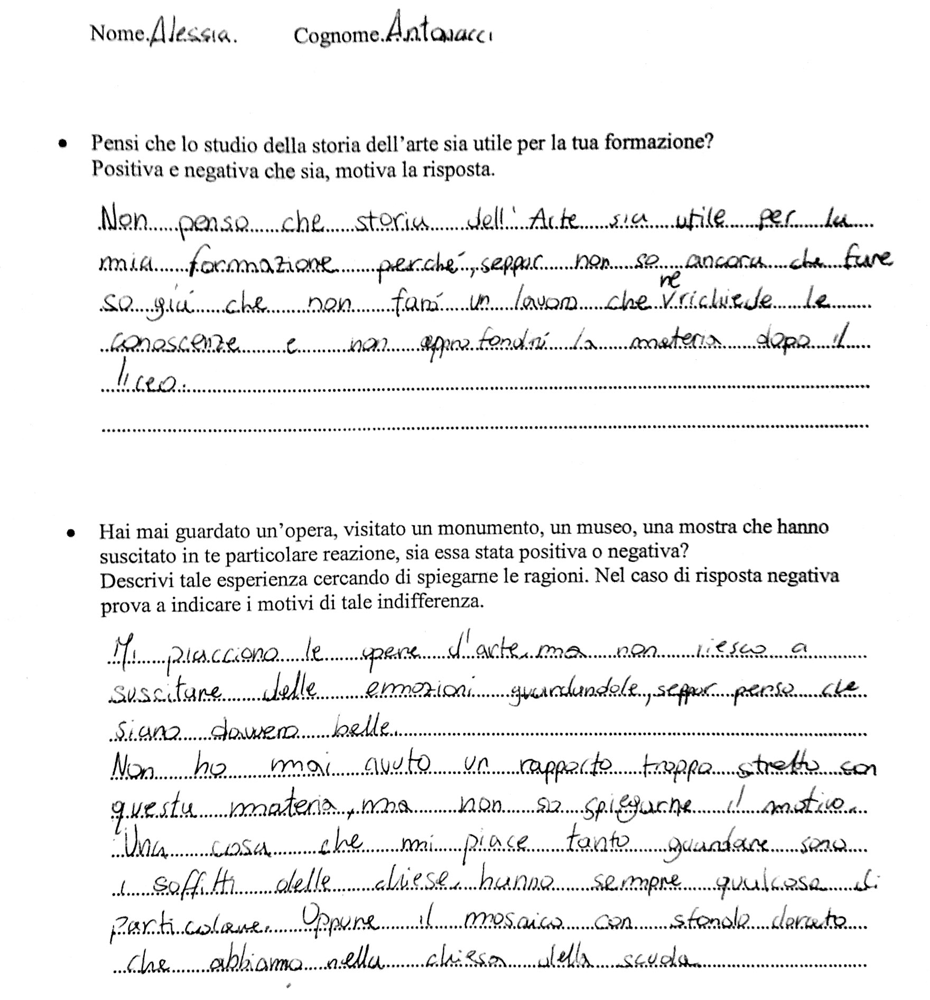 Nome. Alessia. Cognome. Antonacci
• Pensi che lo studio della storia dell'arte sia utile per la tua formazione?
Positiva e negativa che sia, motiva la risposta.
Non penso che storia dell'Arte sia utile per la
mia formazione perché, seppur non so ancora che fare
so giá che non faró un lavoro che ne richiede le
conoscenze e non approfondiró la materia dopo il
liceo.
• Hai mai guardato un'opera, visitato un monumento, un museo, una mostra che hanno
suscitato in te particolare reazione, sia essa stata positiva o negativa?
Descrivi tale esperienza cercando di spiegarne le ragioni. Nel caso di risposta negativa
prova a indicare i motivi di tale indifferenza.
Mi piacciono le opere d'arte, ma non riesco a
suscitare delle emozioni guardandole, seppur penso che
siano davvero belle.
Non ho mai avuto un rapporto troppo stretto con
questa materia, ma non so spiegarne il motivo.
Una cosa che mi piace tanto guardare sono
i soffitti delle chiese, hanno sempre qualcosa di
particolare. Oppure il mosaico con sfondo dorato
che abbiamo nella chiesa della scuola.